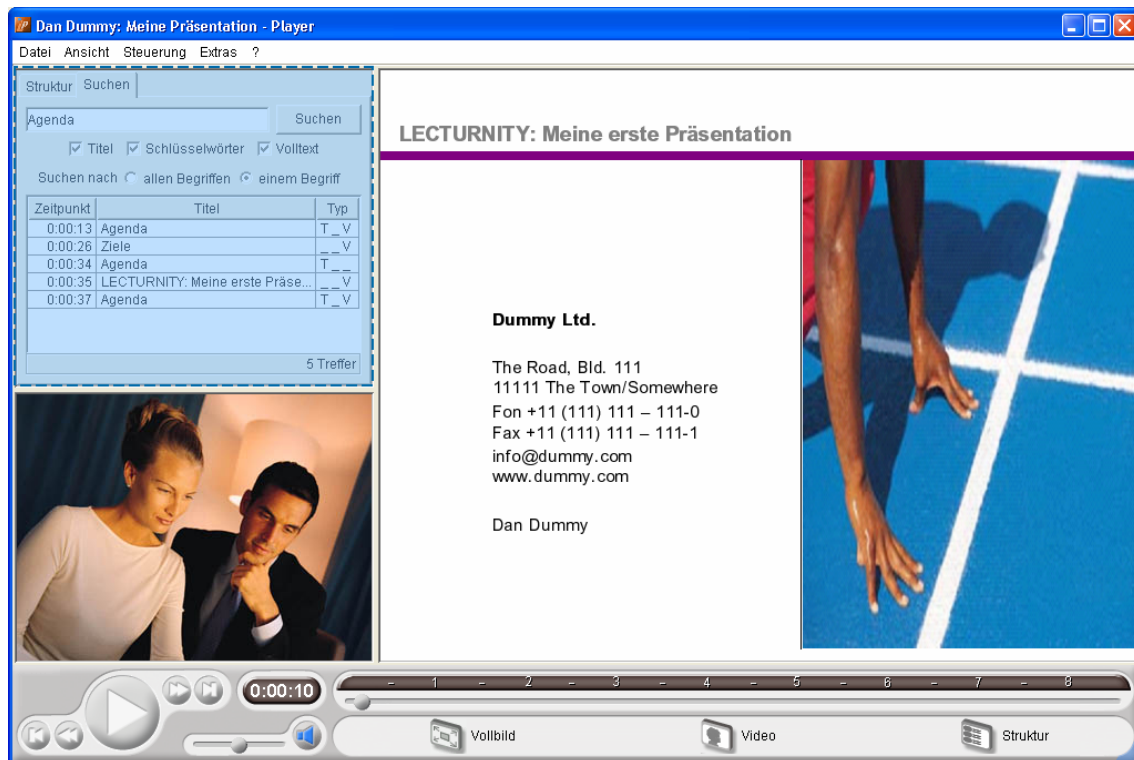 Dan Dummy: Meine Präsentation - Player
Datei Ansicht Steuerung Extras ?
Struktur Suchen
Agenda Suchen
Titel Schlüsselwörter Volltext
Suchen nach allen Begriffen einem Begriff
Zeitpunkt Titel Typ
0:00:13 Agenda T _ V
0:00:26 Ziele _ _ V
0:00:34 Agenda T _ _
0:00:35 LECTURNITY: Meine erste Präse... _ _ V
0:00:37 Agenda T _ V
5 Treffer
LECTURNITY: Meine erste Präsentation
Dummy Ltd.
The Road, Bld. 111
11111 The Town/Somewhere
Fon +11 (111) 111 – 111-0
Fax +11 (111) 111 – 111-1
info@dummy.com
www.dummy.com
Dan Dummy
0:00:10
– 1 – 2 – 3 – 4 – 5 – 6 – 7 – 8
Vollbild Video Struktur